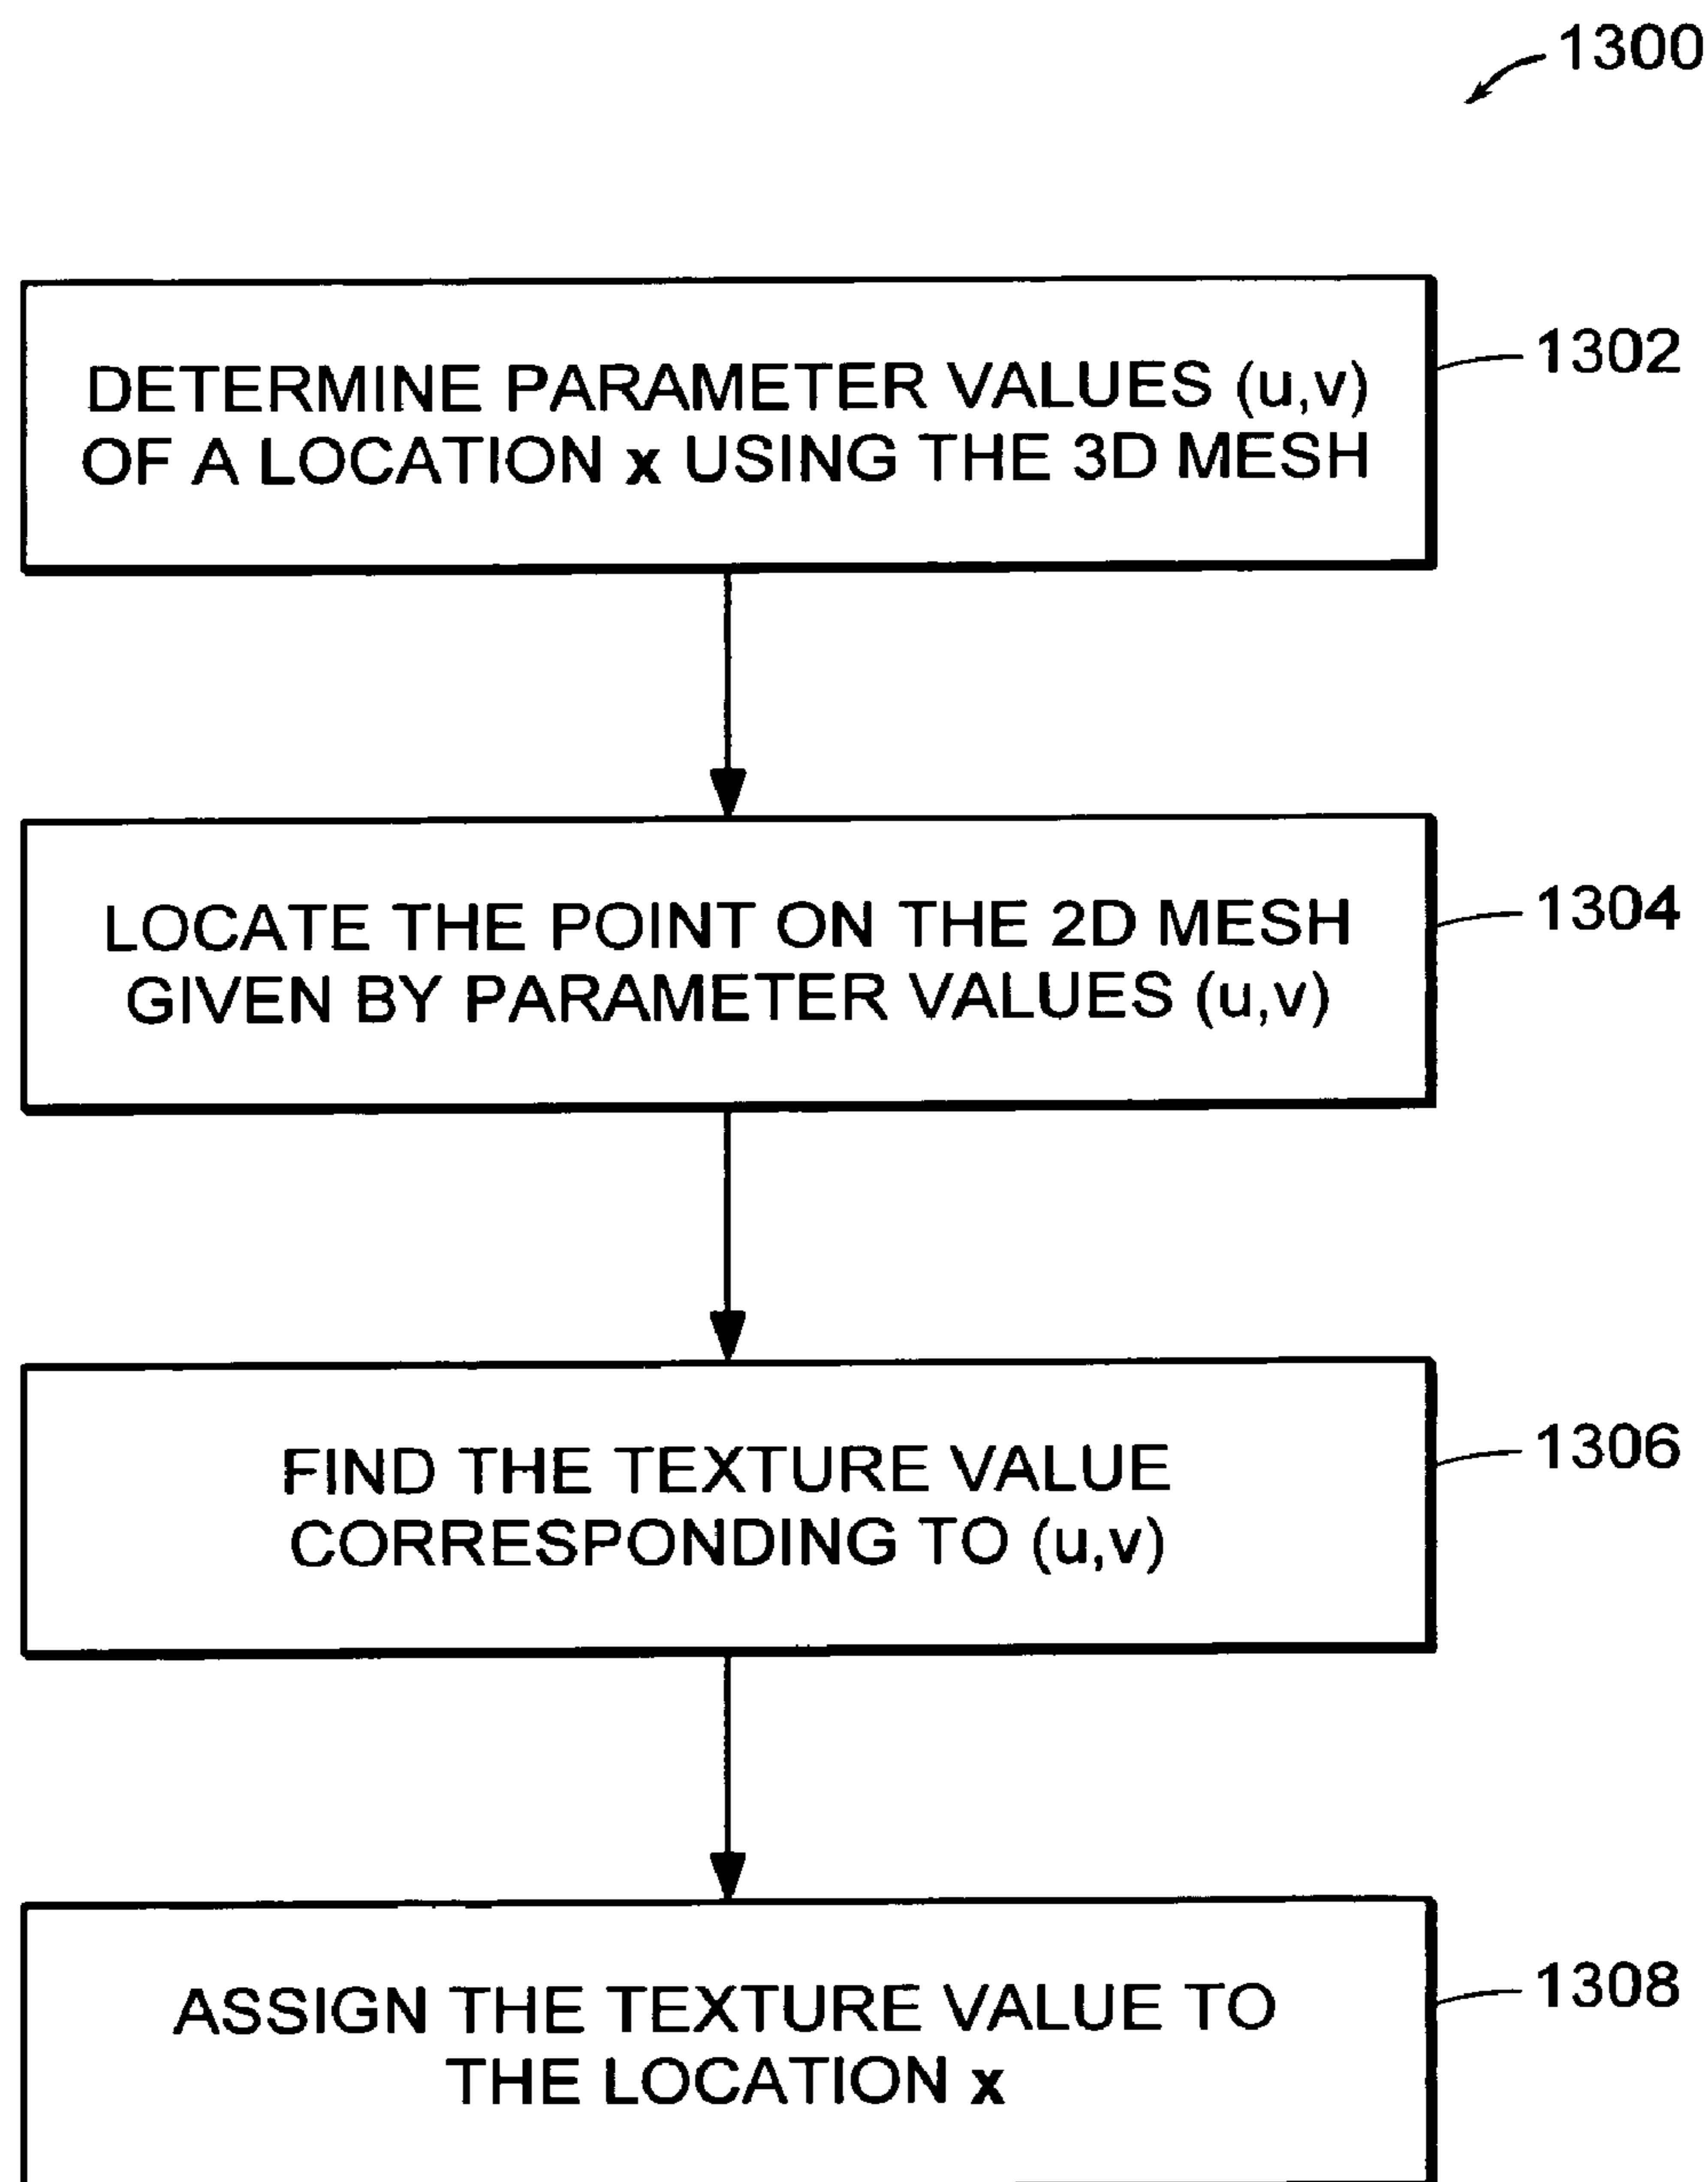 1300
DETERMINE PARAMETER VALUES (u,v)
OF A LOCATION x USING THE 3D MESH
1302
LOCATE THE POINT ON THE 2D MESH
GIVEN BY PARAMETER VALUES (u,v)
1304
FIND THE TEXTURE VALUE
CORRESPONDING TO (u,v)
1306
ASSIGN THE TEXTURE VALUE TO
THE LOCATION x
1308